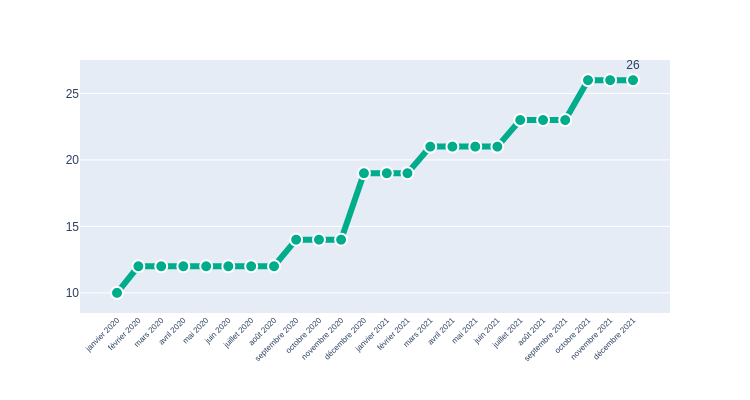 26
25
20
15
10
janvier 2020
février 2020
mars 2020
avril 2020
mai 2020
juin 2020
juillet 2020
août 2020
septembre 2020
octobre 2020
novembre 2020
décembre 2020
janvier 2021
février 2021
mars 2021
avril 2021
mai 2021
juin 2021
juillet 2021
août 2021
septembre 2021
octobre 2021
novembre 2021
décembre 2021